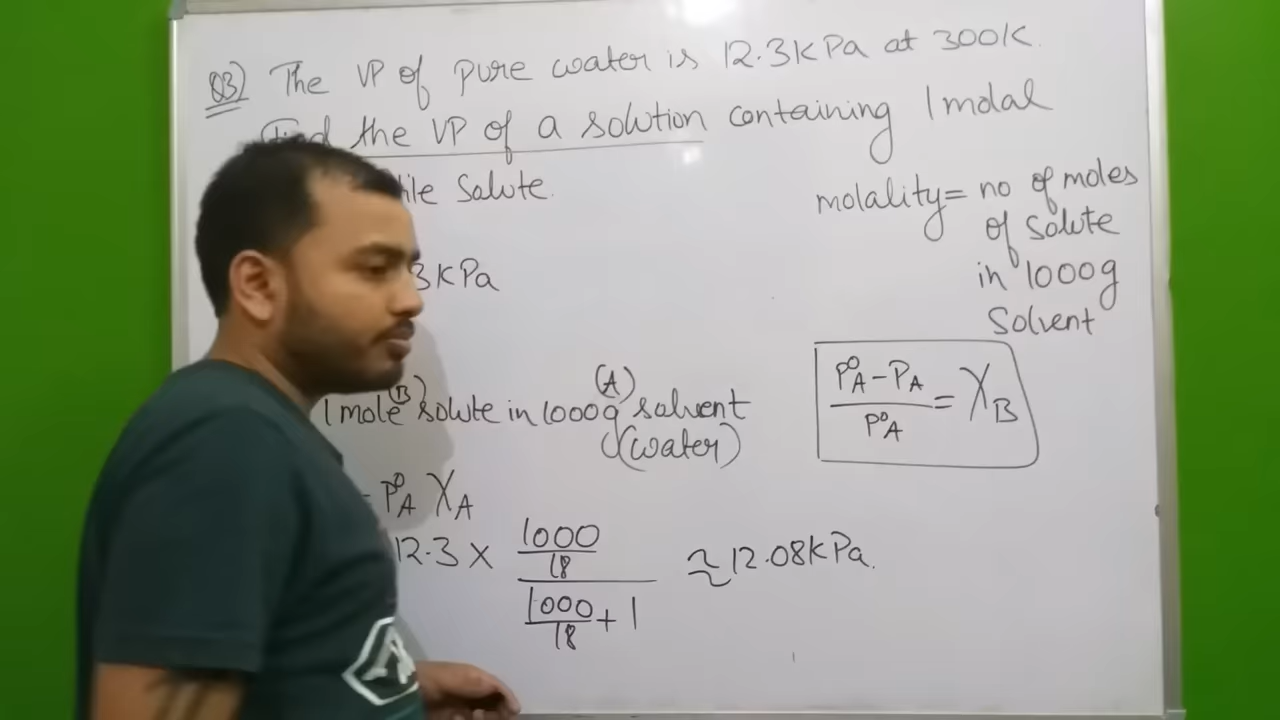 Q3) The VP of pure water is 12.3kPa at 300K.
Find the VP of a solution containing 1 molal
tile Solute.
molality = no of moles
of Solute
in 1000g
Solvent
3kPa
P°A - PA / P°A = XB
(B) (A)
1 mole solute in 1000g solvent
(water)
= P°A XA
12.3 × (1000/18) / (1000/18 + 1) ≈ 12.08kPa.